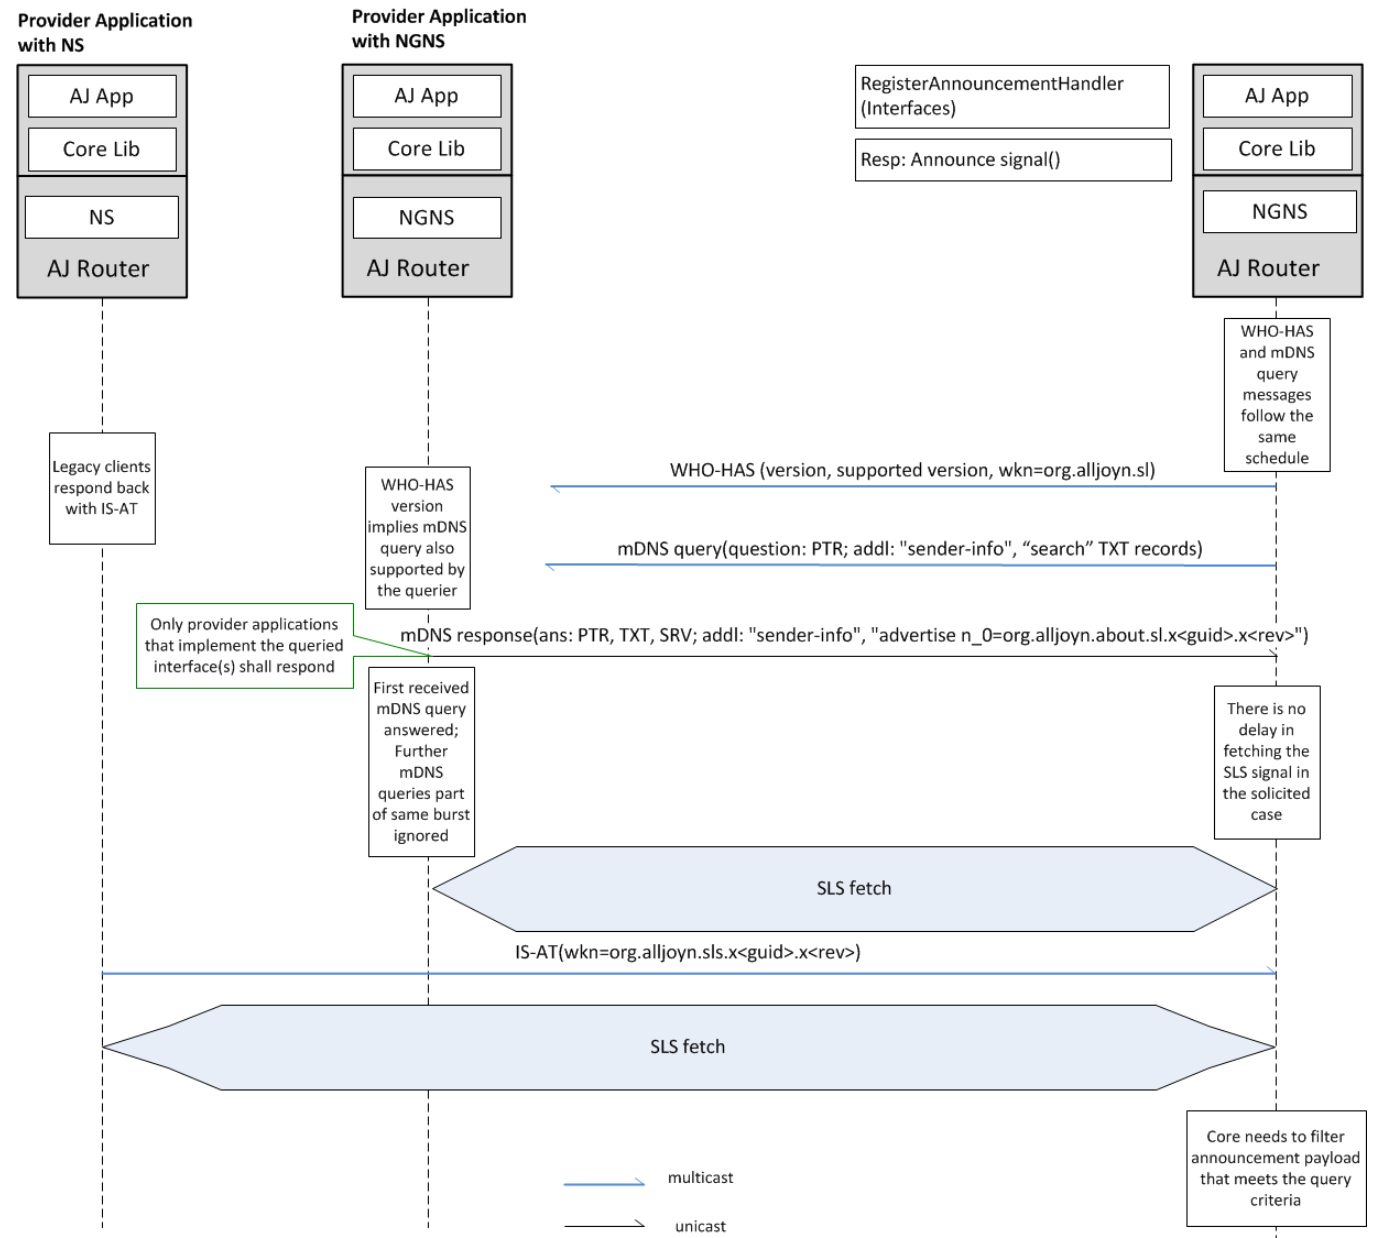 Provider Application
with NS
Provider Application
with NGNS
AJ App
Core Lib
NS
AJ Router
AJ App
Core Lib
NGNS
AJ Router
RegisterAnnouncementHandler
(Interfaces)
Resp: Announce signal()
AJ App
Core Lib
NGNS
AJ Router
WHO-HAS
and mDNS
query
messages
follow the
same
schedule
Legacy clients
respond back
with IS-AT
WHO-HAS
version
implies mDNS
query also
supported by
the querier
WHO-HAS (version, supported version, wkn=org.alljoyn.sl)
mDNS query(question: PTR; addl: "sender-info", “search” TXT records)
Only provider applications
that implement the queried
interface(s) shall respond
mDNS response(ans: PTR, TXT, SRV; addl: "sender-info", "advertise n_0=org.alljoyn.about.sl.x<guid>.x<rev>")
First received
mDNS query
answered;
Further
mDNS
queries part
of same burst
ignored
There is no
delay in
fetching the
SLS signal in
the solicited
case
SLS fetch
IS-AT(wkn=org.alljoyn.sls.x<guid>.x<rev>)
SLS fetch
Core needs to filter
announcement payload
that meets the query
criteria
multicast
unicast